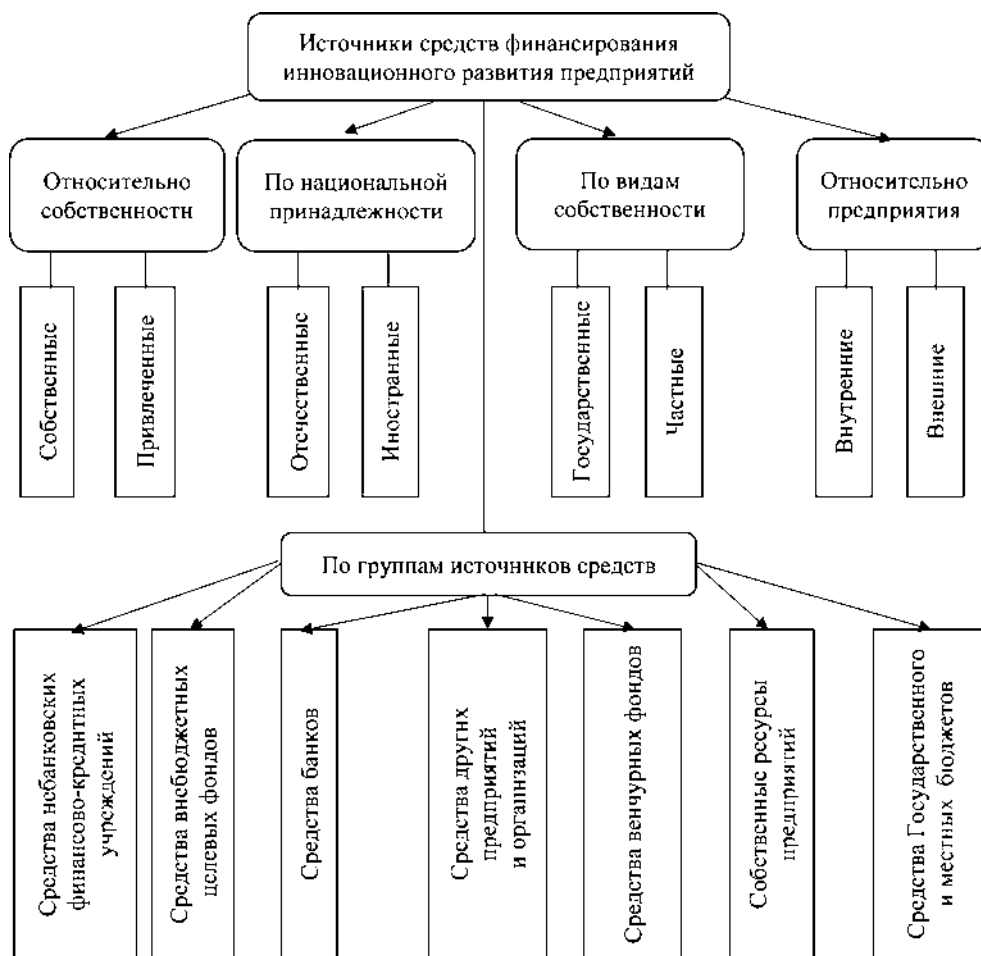 Источники средств финансирования
инновационного развития предприятий
Относительно
собственности
По национальной
принадлежности
По видам
собственности
Относительно
предприятия
Собственные
Привлеченные
Отечественные
Иностранные
Государственные
Частные
Внутренние
Внешние
По группам источников средств
Средства небанковских
финансово-кредитных
учреждений
Средства внебюджетных
целевых фондов
Средства банков
Средства других
предприятий
и организаций
Средства венчурных фондов
Собственные ресурсы
предприятий
Средства Государственного
и местных бюджетов